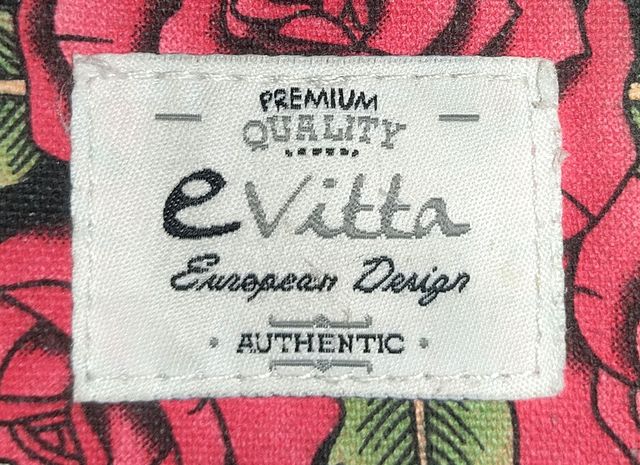 PREMIUM
QUALITY
eVitta
European Design
AUTHENTIC